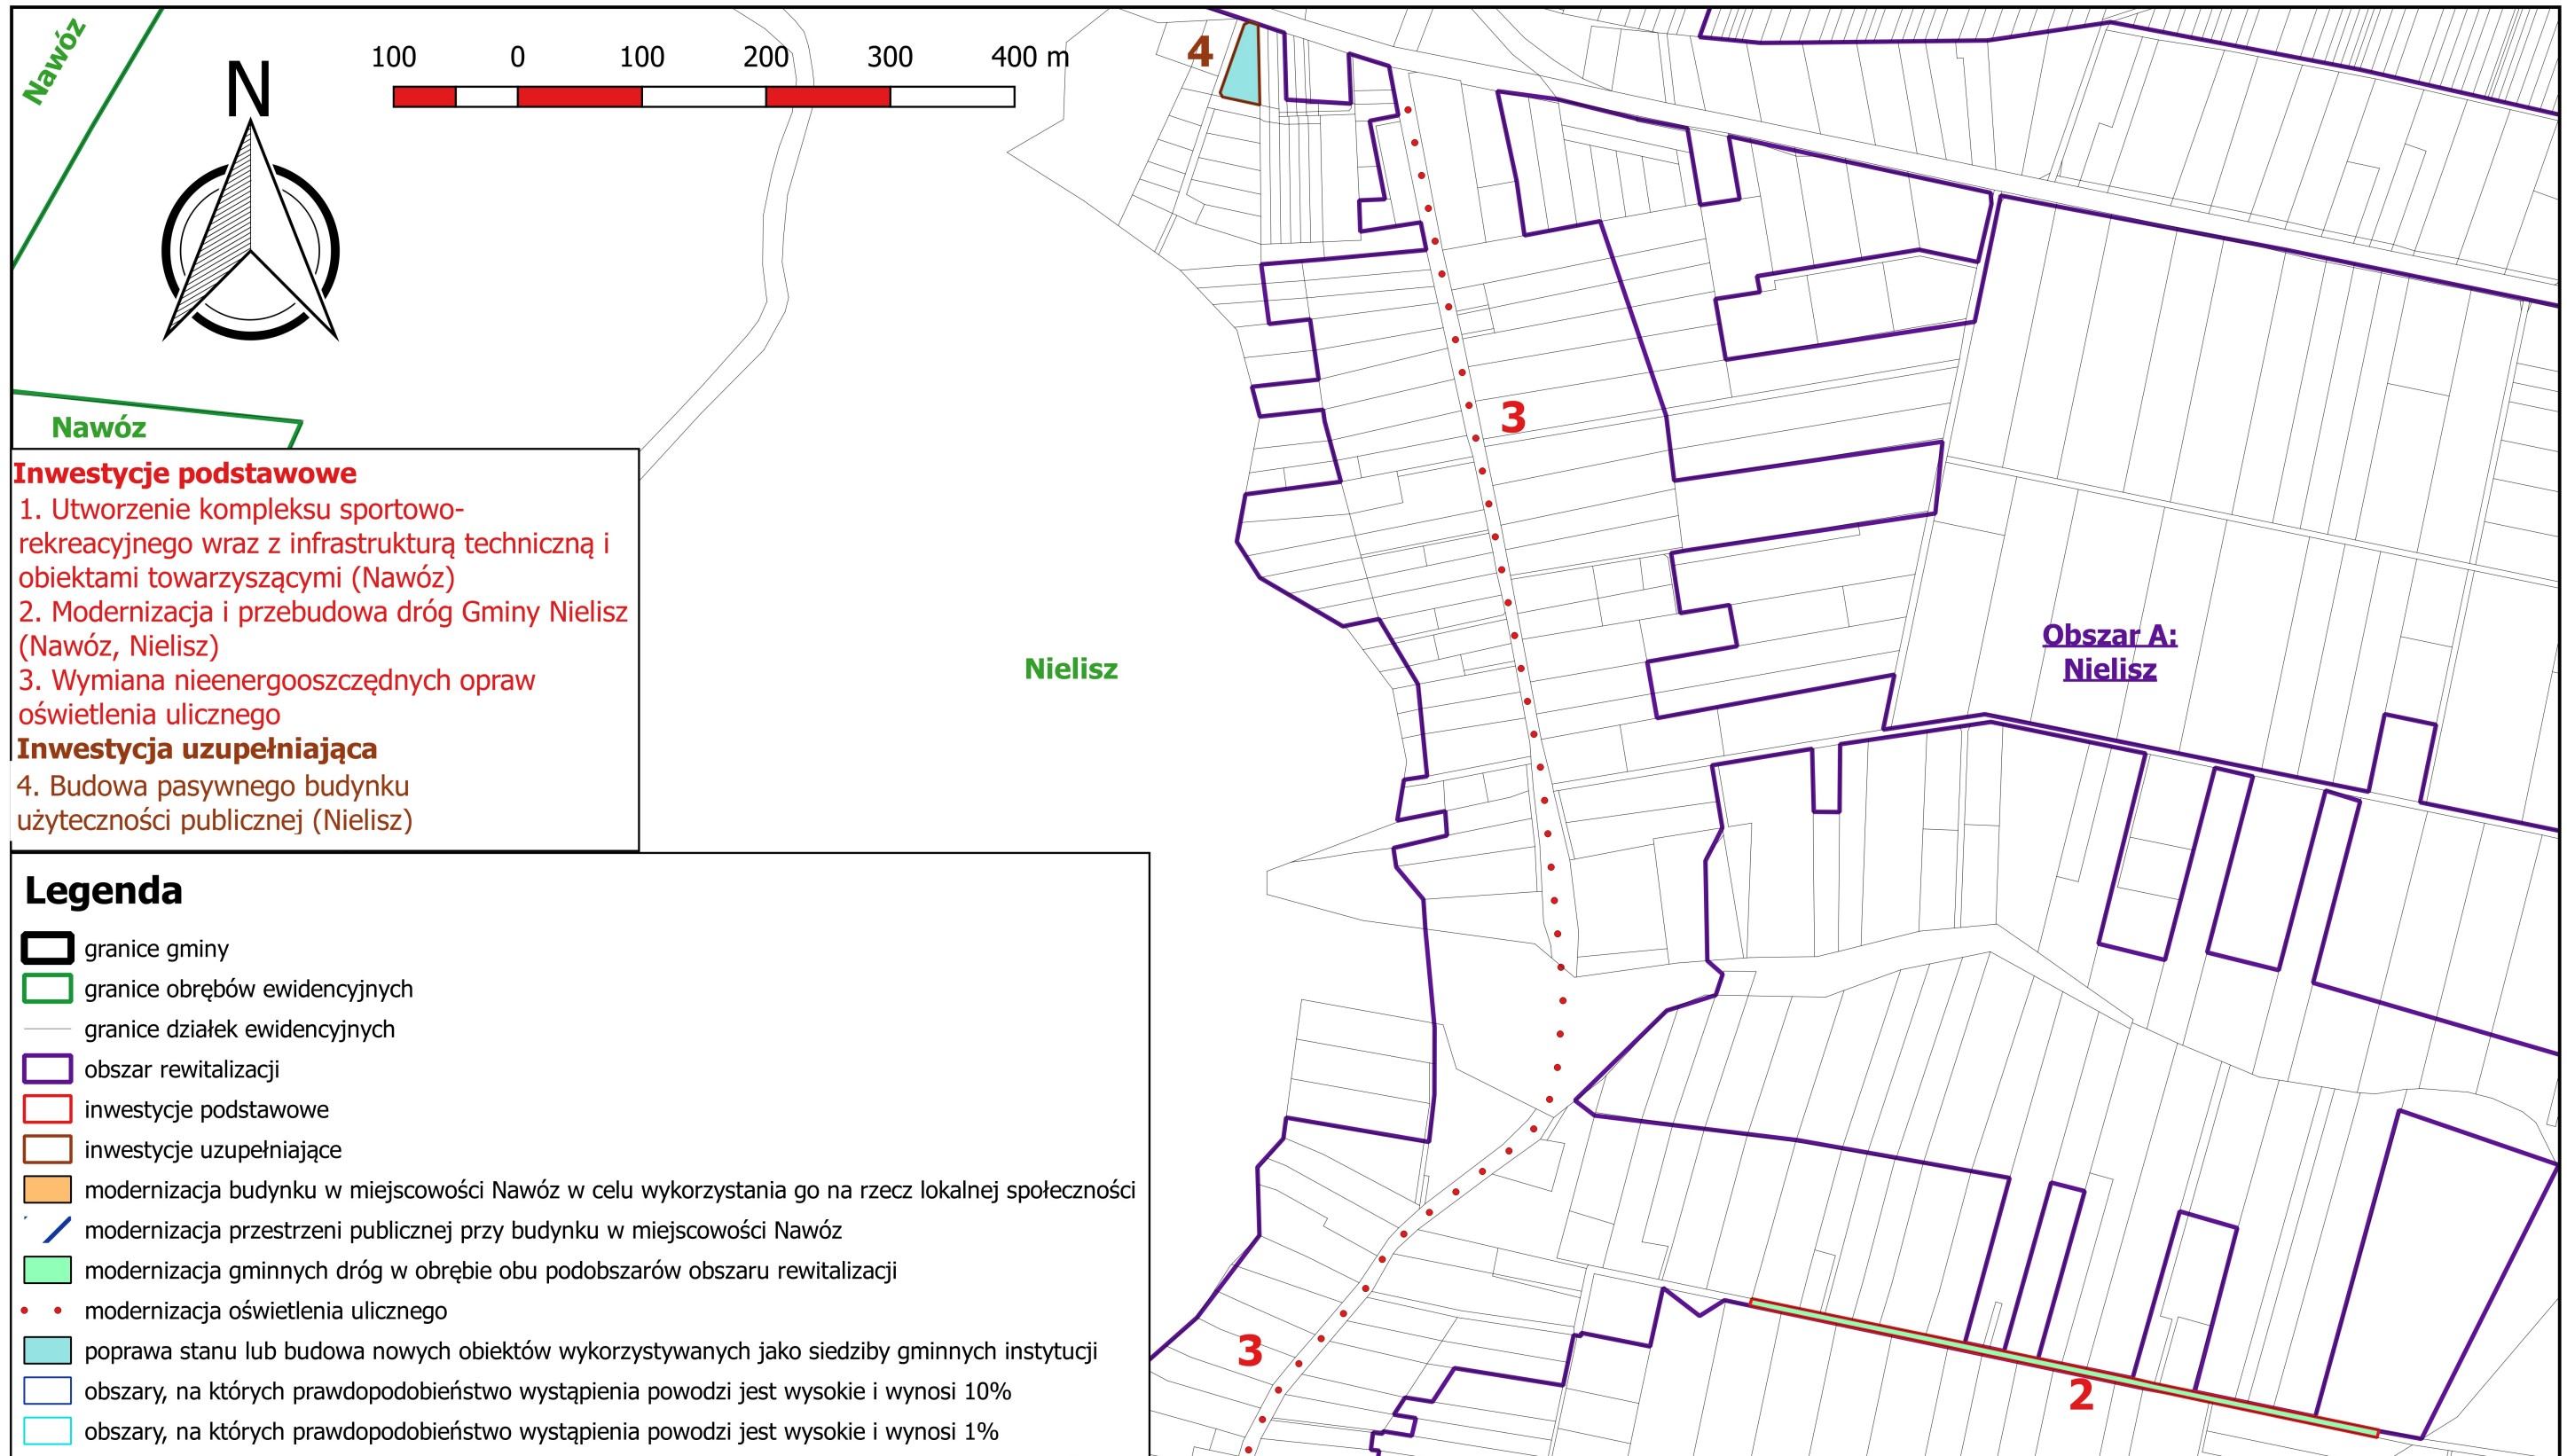 Nawóz
N
100 0 100 200 300 400 m
4
3
Nawóz
Inwestycje podstawowe
1. Utworzenie kompleksu sportowo-
rekreacyjnego wraz z infrastrukturą techniczną i
obiektami towarzyszącymi (Nawóz)
2. Modernizacja i przebudowa dróg Gminy Nielisz
(Nawóz, Nielisz)
3. Wymiana nieenergooszczędnych opraw
oświetlenia ulicznego
Inwestycja uzupełniająca
4. Budowa pasywnego budynku
użyteczności publicznej (Nielisz)
Nielisz
Obszar A:
Nielisz
Legenda
granice gminy
granice obrębów ewidencyjnych
granice działek ewidencyjnych
obszar rewitalizacji
inwestycje podstawowe
inwestycje uzupełniające
modernizacja budynku w miejscowości Nawóz w celu wykorzystania go na rzecz lokalnej społeczności
modernizacja przestrzeni publicznej przy budynku w miejscowości Nawóz
modernizacja gminnych dróg w obrębie obu podobszarów obszaru rewitalizacji
modernizacja oświetlenia ulicznego
poprawa stanu lub budowa nowych obiektów wykorzystywanych jako siedziby gminnych instytucji
obszary, na których prawdopodobieństwo wystąpienia powodzi jest wysokie i wynosi 10%
obszary, na których prawdopodobieństwo wystąpienia powodzi jest wysokie i wynosi 1%
3
2